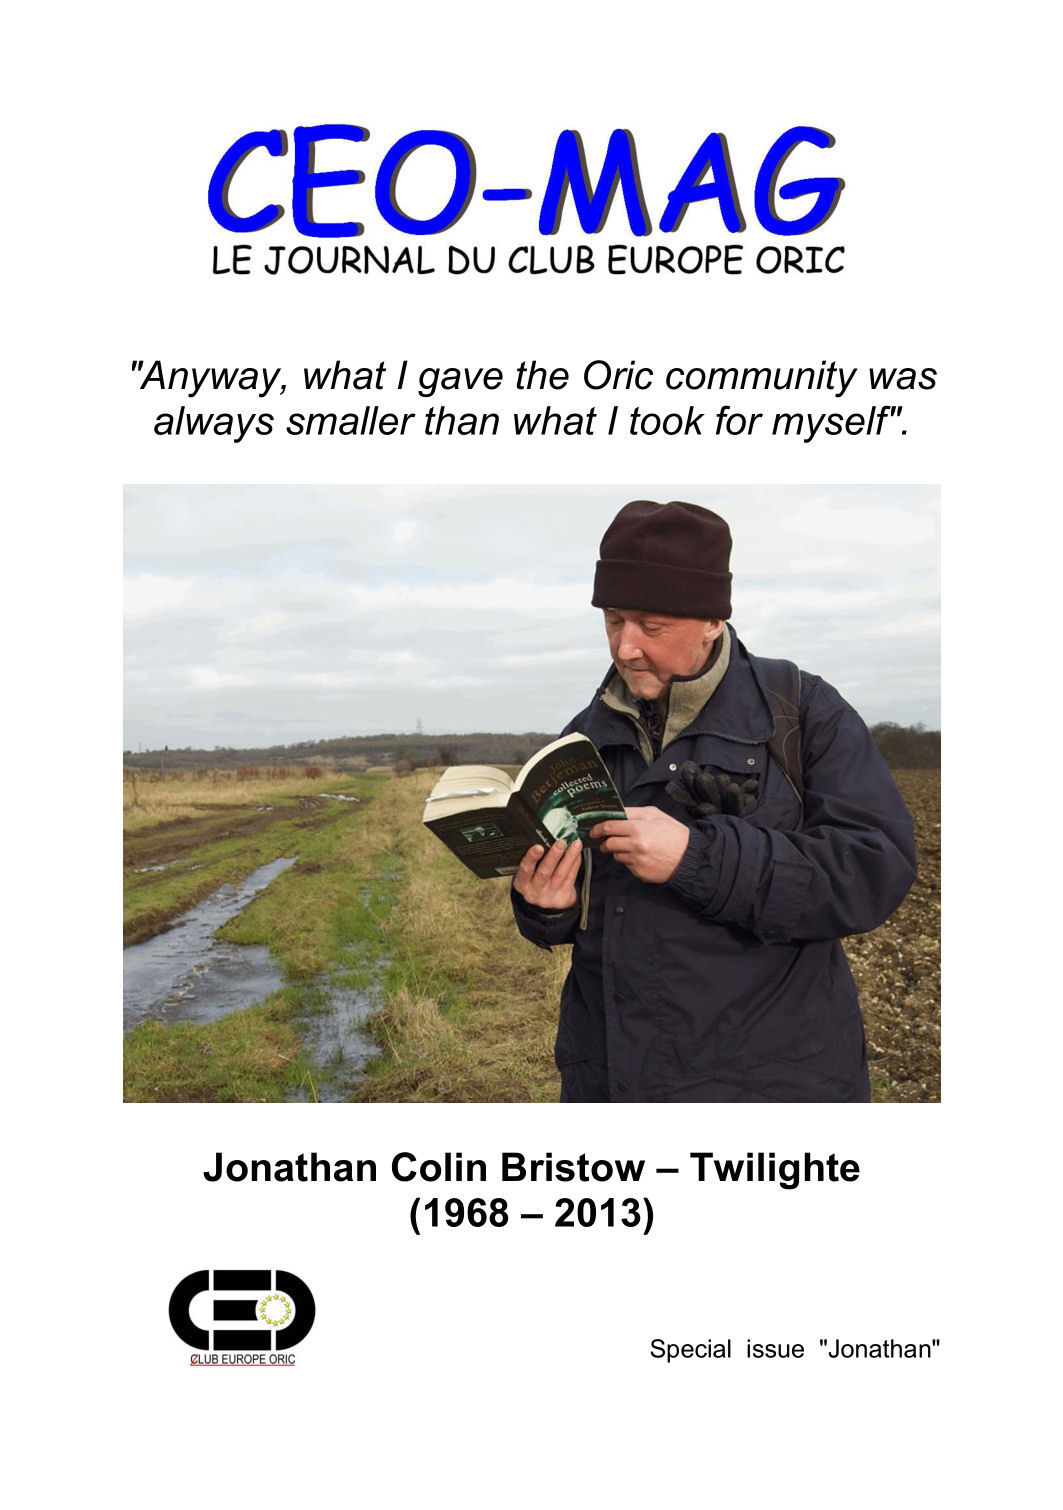 CEO-MAG
LE JOURNAL DU CLUB EUROPE ORIC
"Anyway, what I gave the Oric community was
always smaller than what I took for myself".
John
Betjeman
collected
poems
Jonathan Colin Bristow – Twilighte
(1968 – 2013)
CEO
CLUB EUROPE ORIC
Special issue "Jonathan"